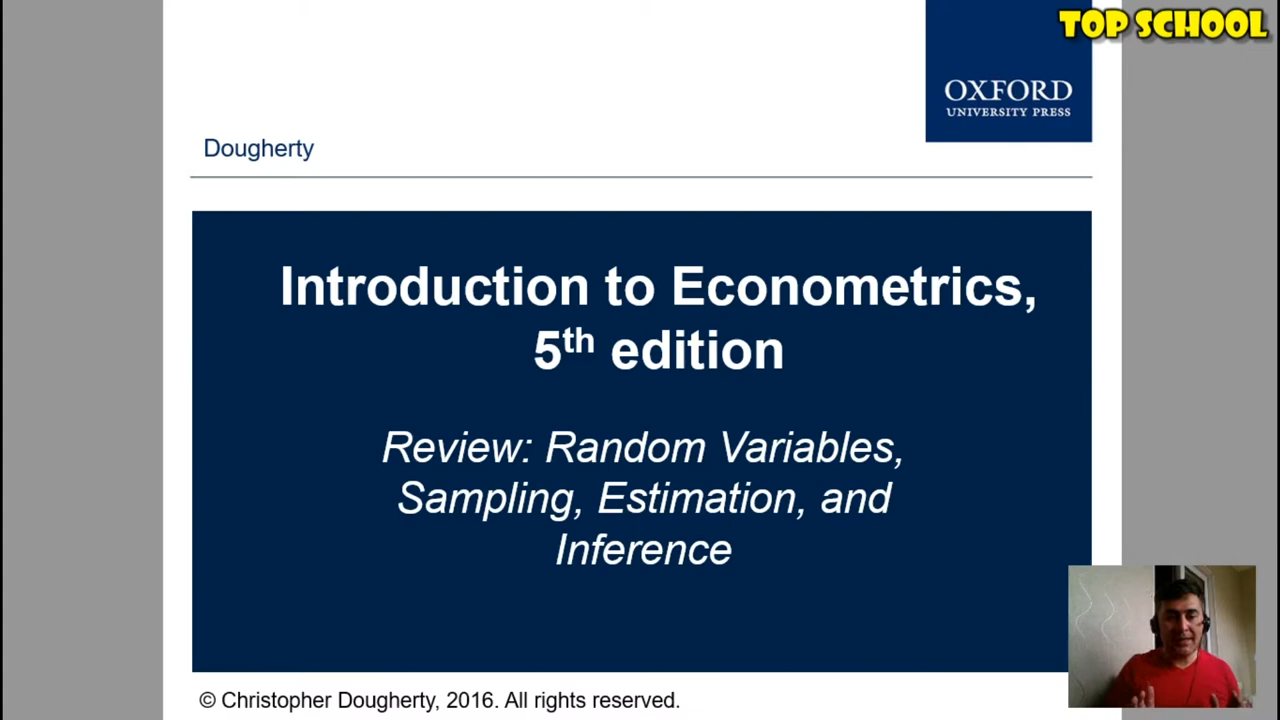 TOP SCHOOL
OXFORD
UNIVERSITY PRESS
Dougherty
Introduction to Econometrics,
5th edition
Review: Random Variables,
Sampling, Estimation, and
Inference
© Christopher Dougherty, 2016. All rights reserved.